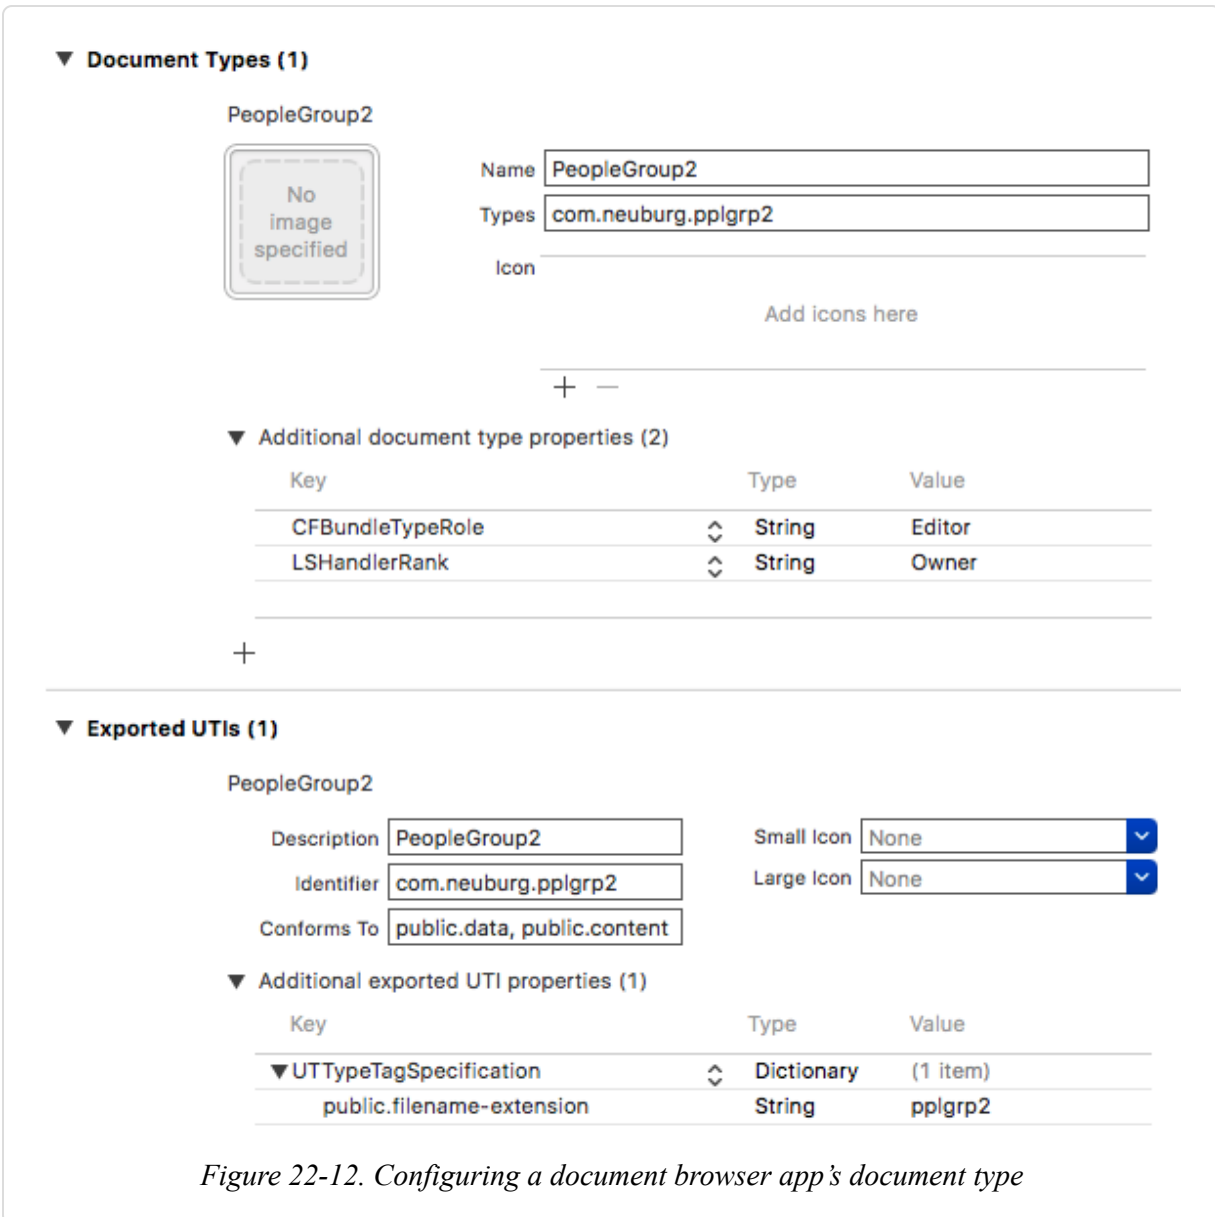 Document Types (1)
PeopleGroup2
No
image
specified
Name PeopleGroup2
Types com.neuburg.pplgrp2
Icon
Add icons here
Additional document type properties (2)
Key Type Value
CFBundleTypeRole String Editor
LSHandlerRank String Owner
Exported UTIs (1)
PeopleGroup2
Description PeopleGroup2 Small Icon None
Identifier com.neuburg.pplgrp2 Large Icon None
Conforms To public.data, public.content
Additional exported UTI properties (1)
Key Type Value
UTTypeTagSpecification Dictionary (1 item)
public.filename-extension String pplgrp2
Figure 22-12. Configuring a document browser app’s document type